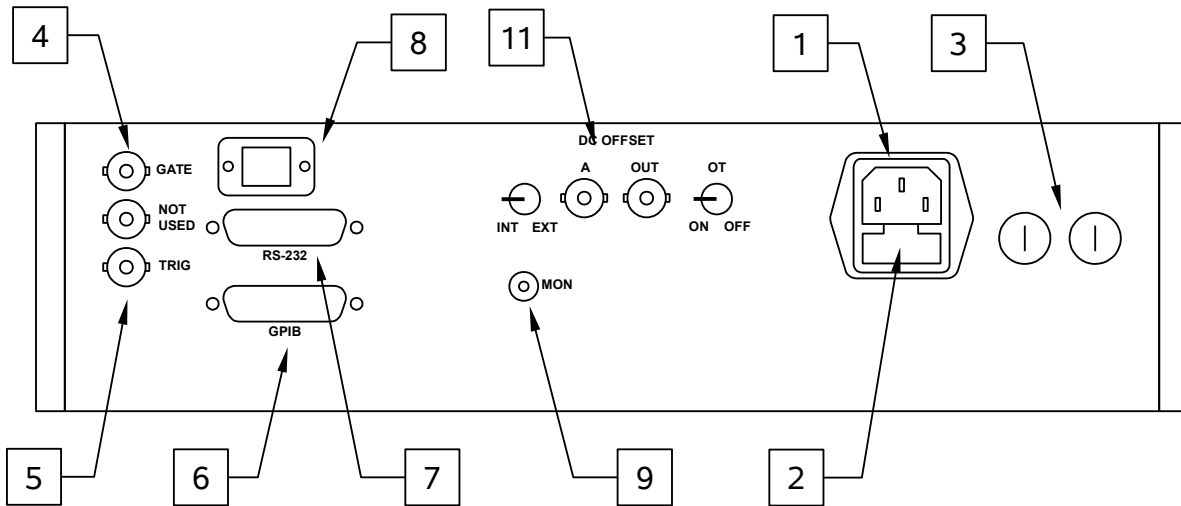 4
8
11
1
3
DC OFFSET
GATE
A
OUT
OT
NOT
USED
INT EXT
ON OFF
RS-232
TRIG
MON
GPIB
5
6
7
9
2